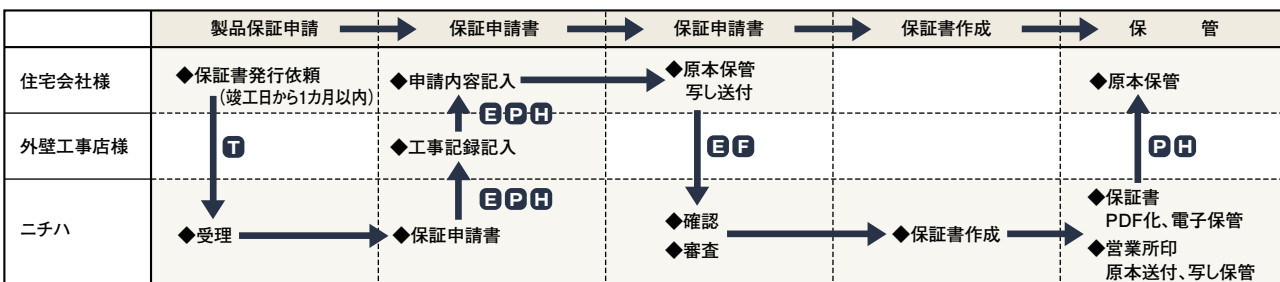 製品保証申請
保証申請書
保証申請書
保証書作成
保管
住宅会社様
◆保証書発行依頼
(竣工日から1カ月以内)
◆申請内容記入
◆原本保管
写し送付
◆原本保管
E P H
外壁工事店様
T
◆工事記録記入
E F
P H
E P H
ニチハ
◆受理
◆保証申請書
◆確認
◆審査
◆保証書作成
◆保証書
PDF化、電子保管
◆営業所印
原本送付、写し保管